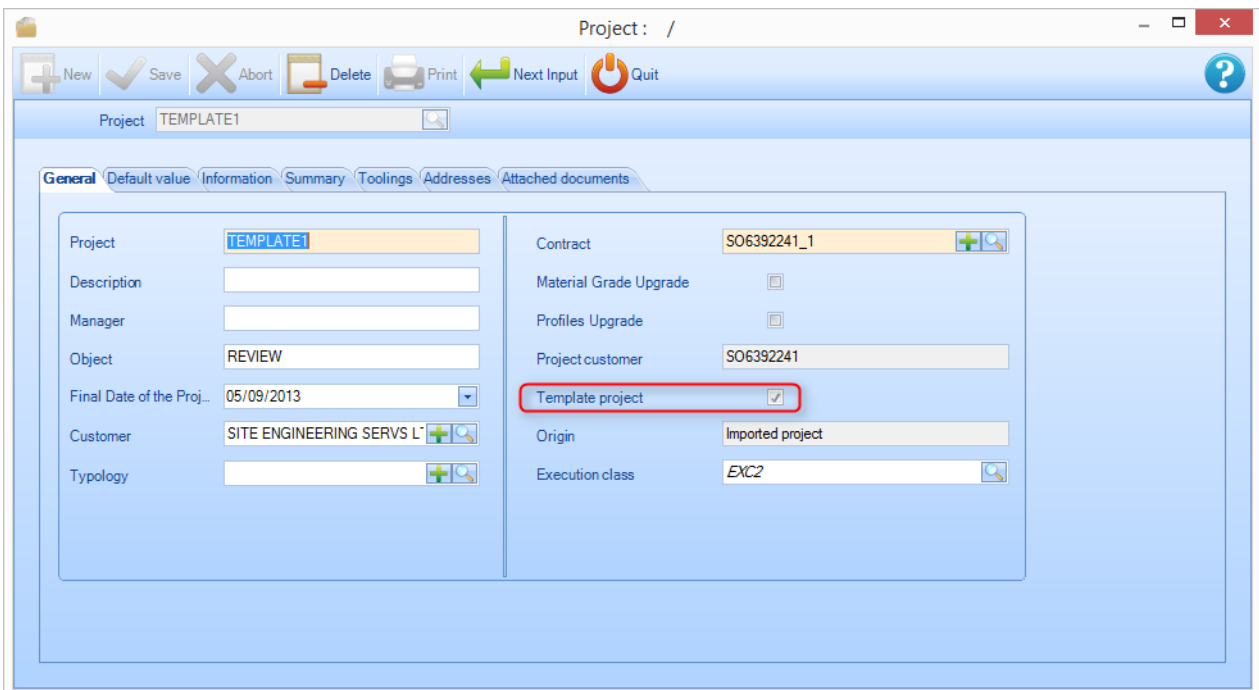 Project : /
New Save Abort Delete Print Next Input Quit ?
Project TEMPLATE1
General Default value Information Summary Toolings Addresses Attached documents
Project TEMPLATE1
Description
Manager
Object REVIEW
Final Date of the Proj... 05/09/2013
Customer SITE ENGINEERING SERVS LT
Typology
Contract SO6392241_1
Material Grade Upgrade
Profiles Upgrade
Project customer SO6392241
Template project
Origin Imported project
Execution class EXC2